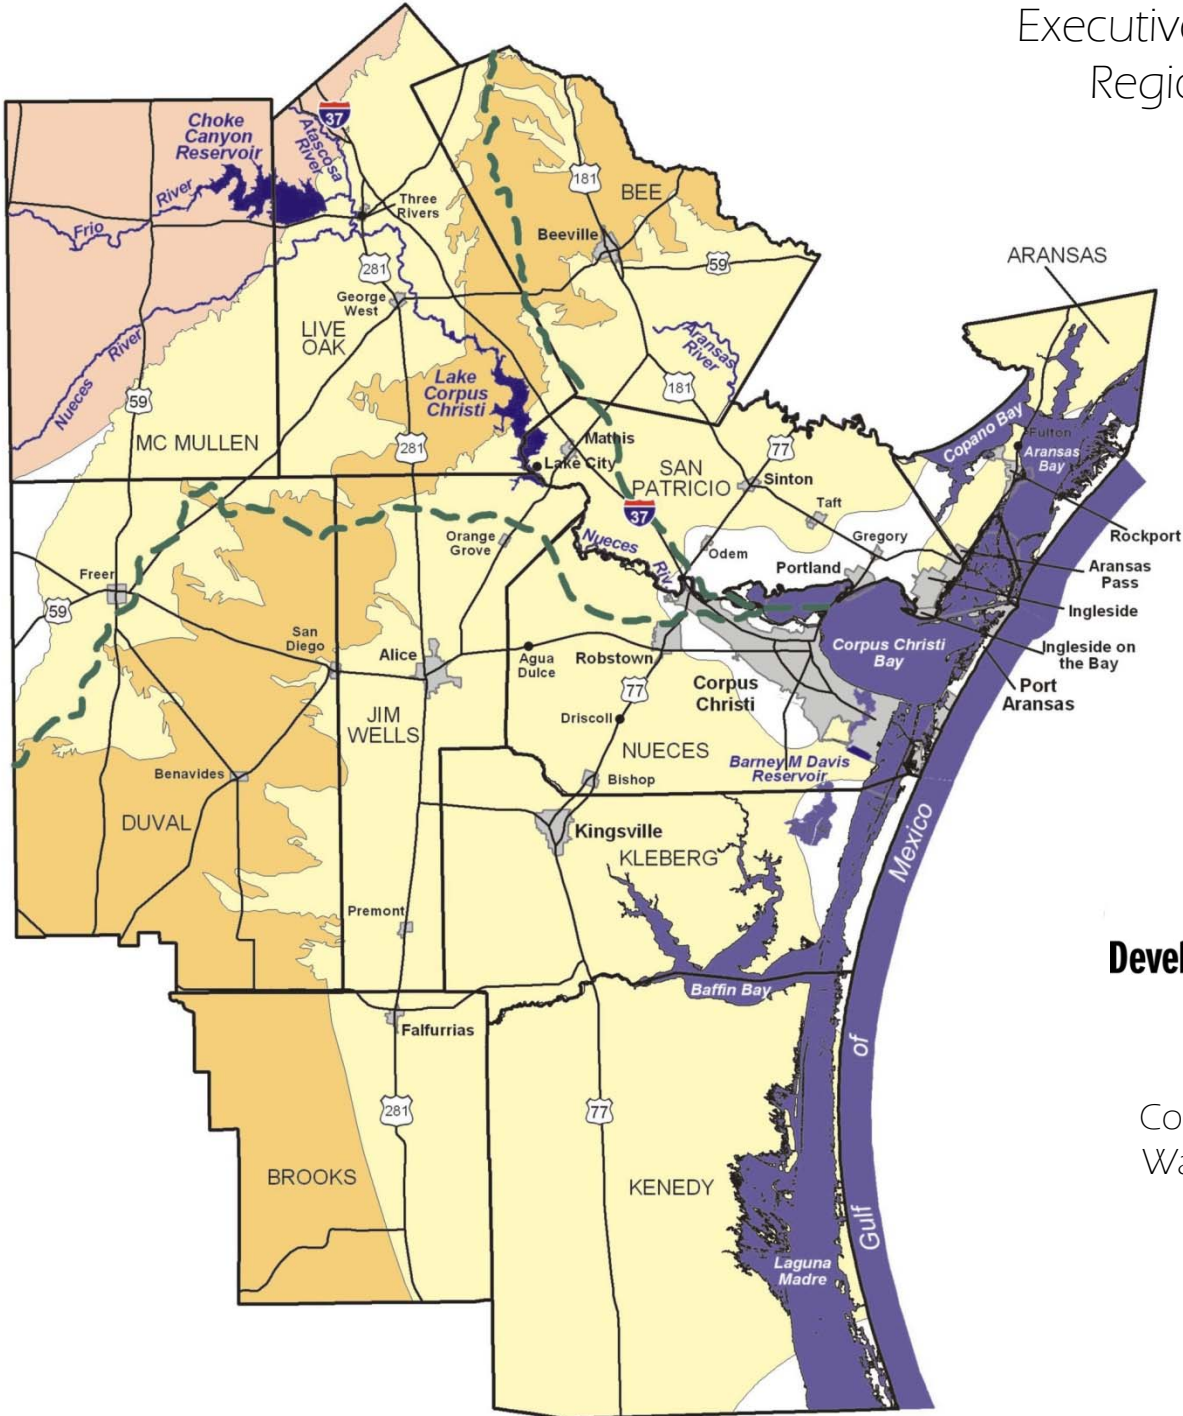 Executive
Regio
Choke
Canyon
Reservoir
37
Atascosa
River
River
Frio
Three
Rivers
181
BEE
Beeville
59
ARANSAS
281
George
West
LIVE
OAK
Nueces
River
59
MC MULLEN
Lake
Corpus
Christi
281
Aransas
River
181
Mathis
Lake City
77
SAN
PATRICIO
Sinton
Taft
37
Copano Bay
Fulton
Aransas
Bay
Rockport
Orange
Grove
Nueces
Riv
Odem
Gregory
Portland
Aransas
Pass
Ingleside
Ingleside on
the Bay
Port
Aransas
Freer
59
San
Diego
Alice
Agua
Dulce
Robstown
Corpus Christi
Bay
Corpus
Christi
77
Driscoll
JIM
WELLS
NUECES
Barney M Davis
Reservoir
Benavides
Bishop
DUVAL
Kingsville
KLEBERG
Premont
Baffin Bay
Falfurrias
Gulf of Mexico
Devel
281
77
Co
Wa
BROOKS
KENEDY
Laguna
Madre